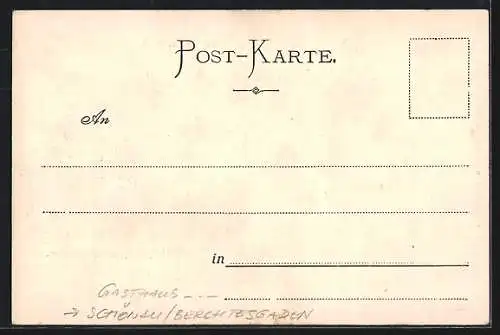 POST-KARTE.
An
in
GASTHAUS - . -
→ SCHÖNAU/BERCHTESGADEN